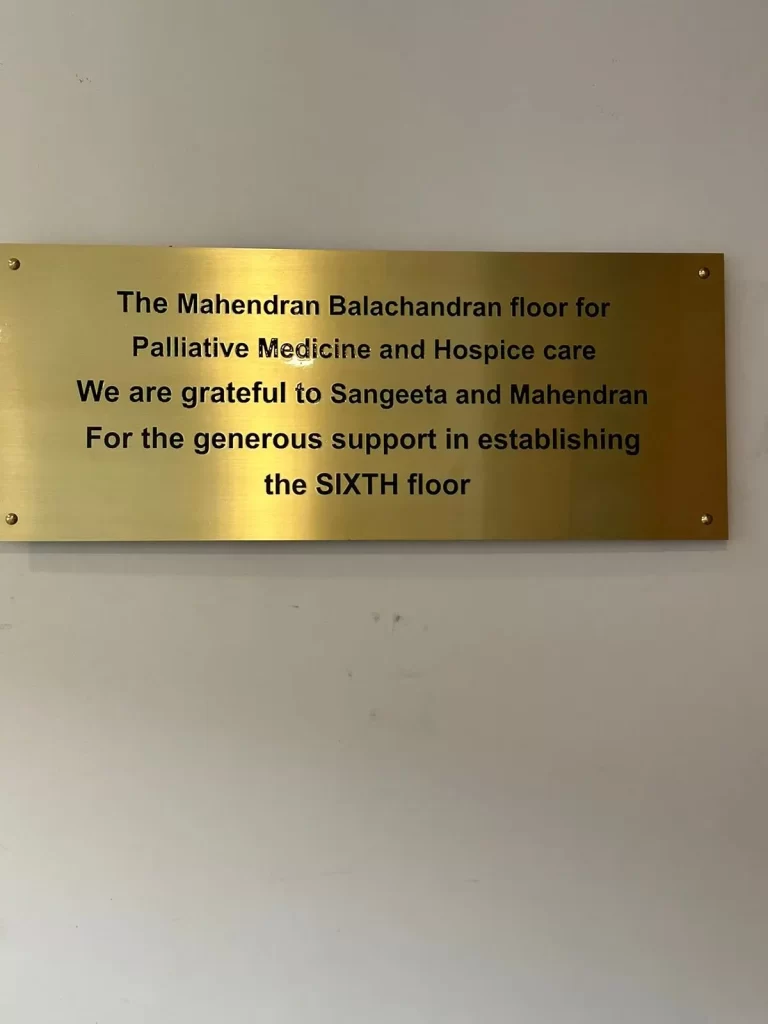 The Mahendran Balachandran floor for
Palliative Medicine and Hospice care
We are grateful to Sangeeta and Mahendran
For the generous support in establishing
the SIXTH floor